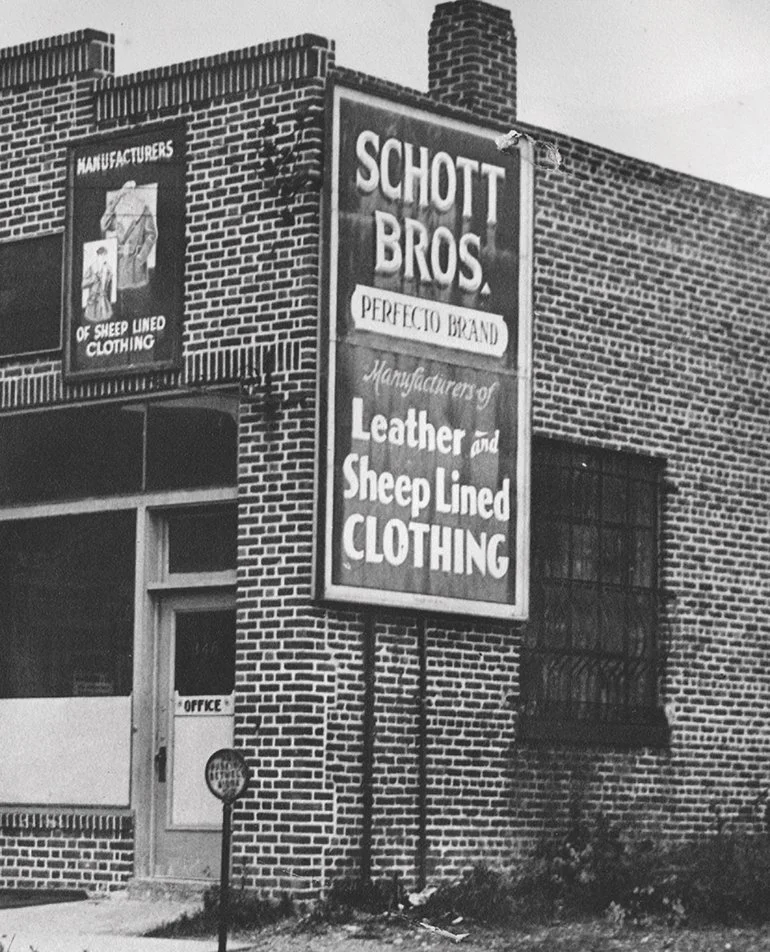 MANUFACTURERS
OF SHEEP LINED
CLOTHING
SCHOTT
BROS.
PERFECTO BRAND
Manufacturers of
Leather and
Sheep Lined
CLOTHING
OFFICE